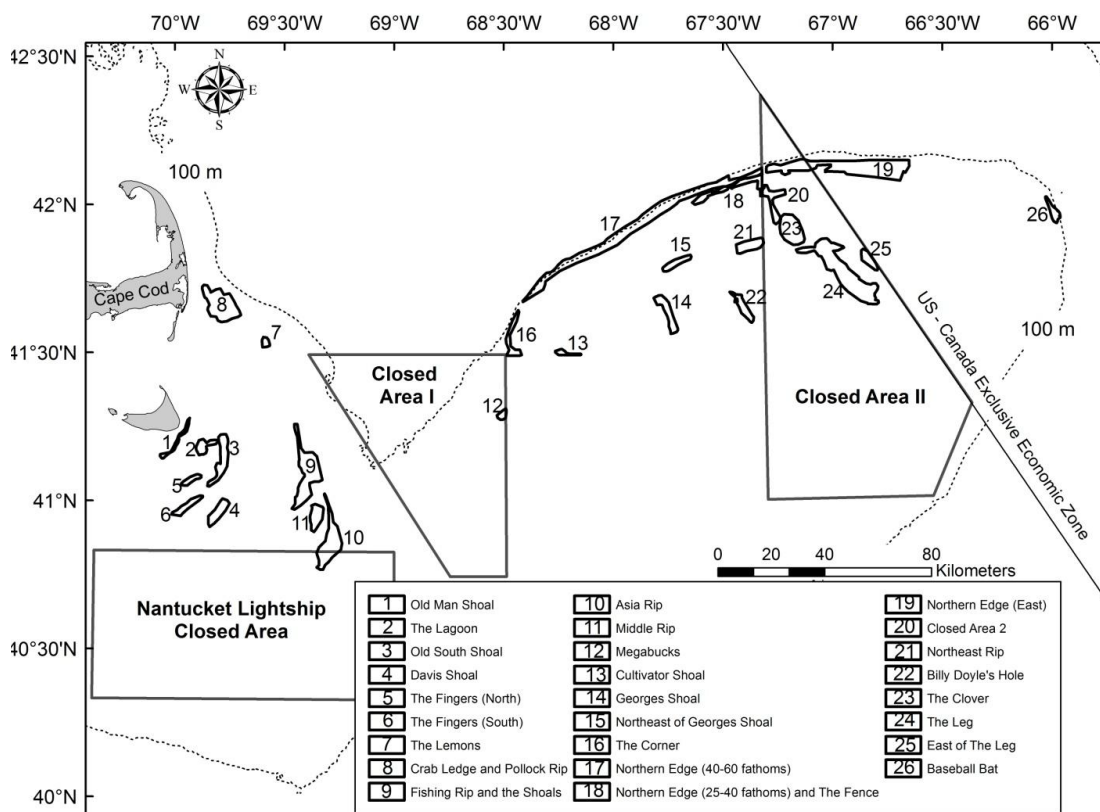 70°W 69°30'W 69°W 68°30'W 68°W 67°30'W 67°W 66°30'W 66°W
42°30'N
42°N
41°30'N
41°N
40°30'N
40°N
N
W E
S
100 m
Cape Cod
17
18
19
20
26
21
23
15
25
8
22
24
14
7
16
13
US - Canada Exclusive Economic Zone
100 m
Closed
Area I
12
Closed Area II
1
2
3
9
5
6
4
11
10
0 10 20 40 80
Kilometers
Nantucket Lightship
Closed Area
1 Old Man Shoal
2 The Lagoon
3 Old South Shoal
4 Davis Shoal
5 The Fingers (North)
6 The Fingers (South)
7 The Lemons
8 Crab Ledge and Pollock Rip
9 Fishing Rip and the Shoals
10 Asia Rip
11 Middle Rip
12 Megabucks
13 Cultivator Shoal
14 Georges Shoal
15 Northeast of Georges Shoal
16 The Corner
17 Northern Edge (40-60 fathoms)
18 Northern Edge (25-40 fathoms) and The Fence
19 Northern Edge (East)
20 Closed Area 2
21 Northeast Rip
22 Billy Doyle's Hole
23 The Clover
24 The Leg
25 East of The Leg
26 Baseball Bat